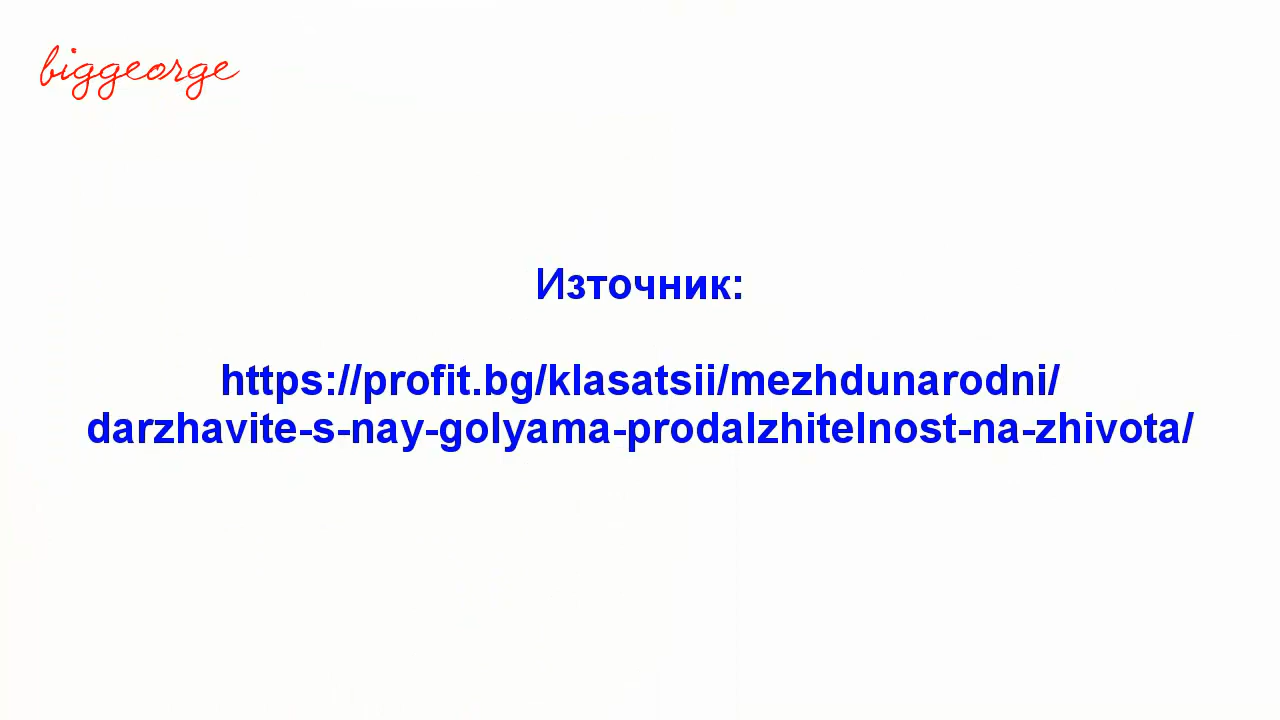 biggeorge
Източник:
https://profit.bg/klasatsii/mezhdunarodni/
darzhavite-s-nay-golyama-prodalzhitelnost-na-zhivota/